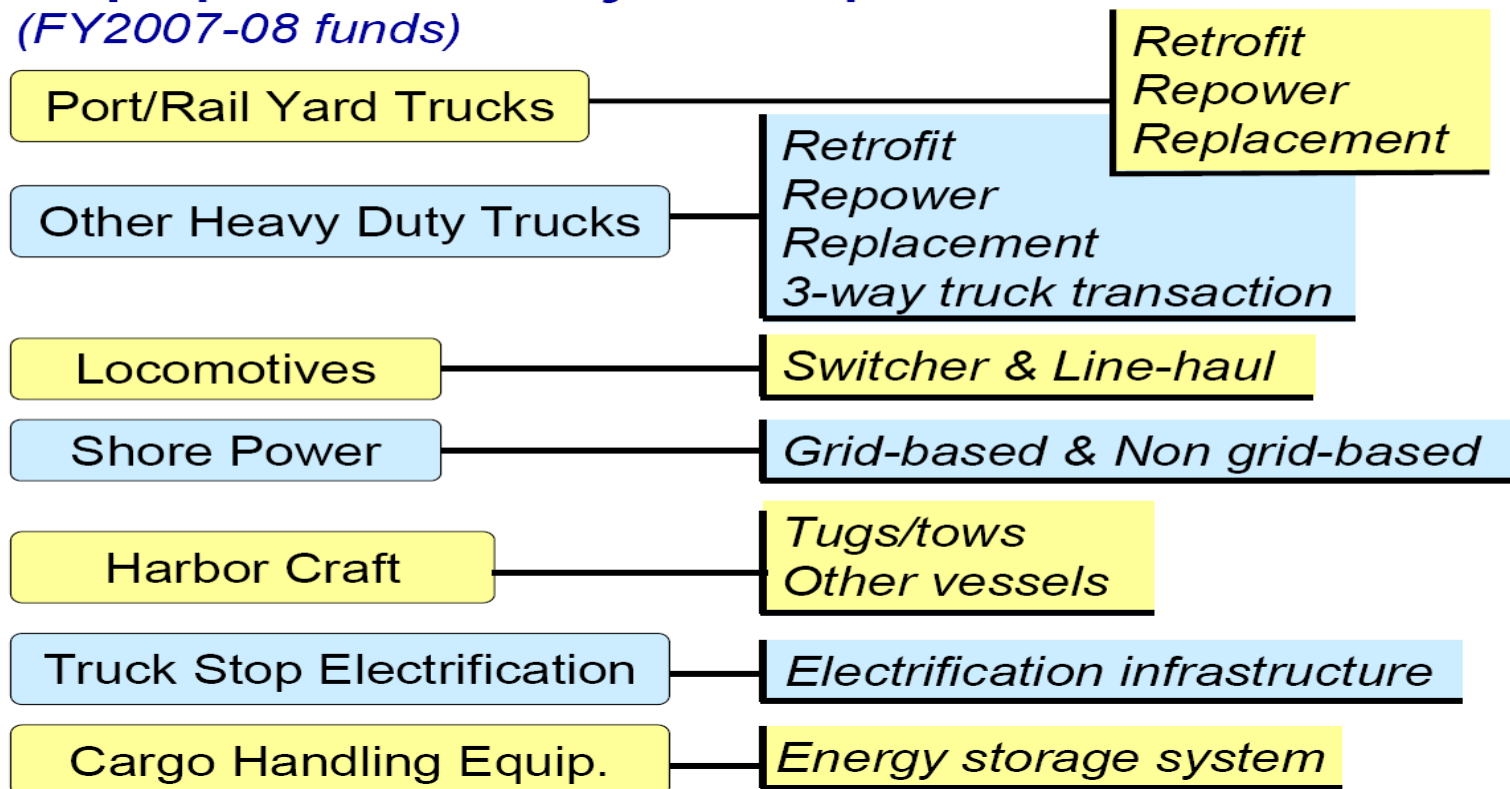 (FY2007-08 funds)
Port/Rail Yard Trucks
Retrofit
Repower
Replacement
Other Heavy Duty Trucks
Retrofit
Repower
Replacement
3-way truck transaction
Locomotives
Switcher & Line-haul
Shore Power
Grid-based & Non grid-based
Harbor Craft
Tugs/tows
Other vessels
Truck Stop Electrification
Electrification infrastructure
Cargo Handling Equip.
Energy storage system